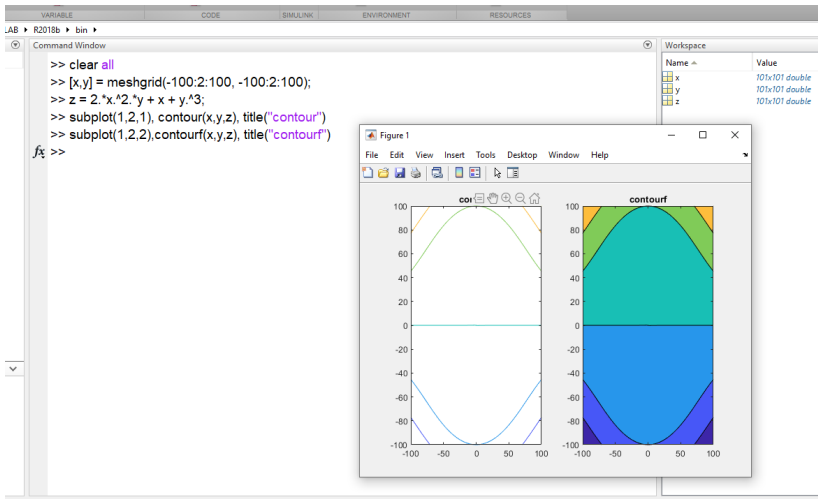 VARIABLE CODE SIMULINK ENVIRONMENT RESOURCES
LAB ▸ R2018b ▸ bin ▸
Command Window
>> clear all
>> [x,y] = meshgrid(-100:2:100, -100:2:100);
>> z = 2.*x.^2.*y + x + y.^3;
>> subplot(1,2,1), contour(x,y,z), title("contour")
>> subplot(1,2,2),contourf(x,y,z), title("contourf")
fx >>
Workspace
Name Value
x 101x101 double
y 101x101 double
z 101x101 double
Figure 1
File Edit View Insert Tools Desktop Window Help
con
100
80
60
40
20
0
-20
-40
-60
-80
-100
-100 -50 0 50 100
contourf
100
80
60
40
20
0
-20
-40
-60
-80
-100
-100 -50 0 50 100